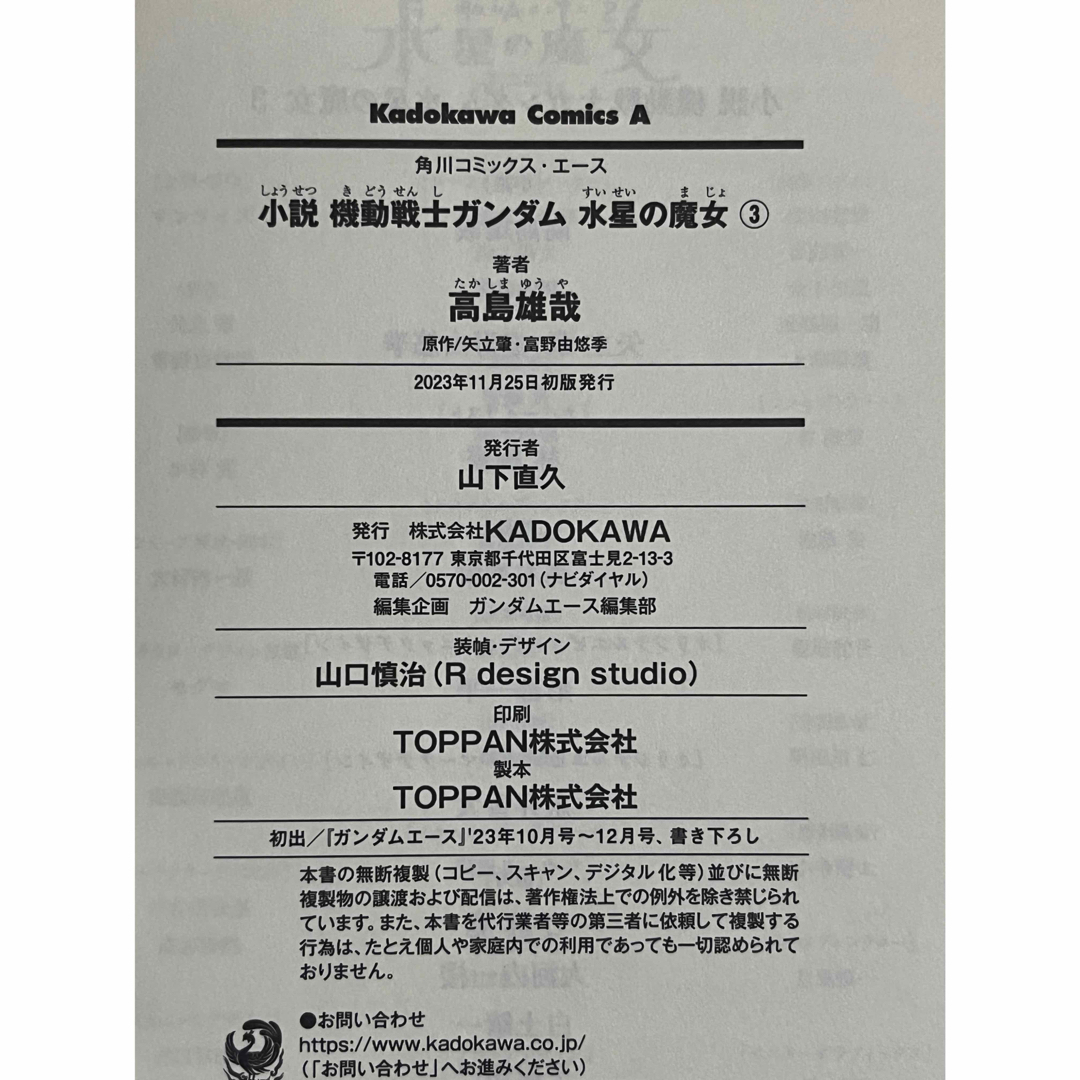 Kadokawa Comics A
角川コミックス・エース
しょうせつ きどうせんし すいせい まじょ
小説 機動戦士ガンダム 水星の魔女 ③
著者
たかしまゆうや
高島雄哉
原作/矢立肇・富野由悠季
2023年11月25日初版発行
発行者
山下直久
発行 株式会社KADOKAWA
〒102-8177 東京都千代田区富士見2-13-3
電話/0570-002-301(ナビダイヤル)
編集企画 ガンダムエース編集部
装幀・デザイン
山口慎治(R design studio)
印刷
TOPPAN株式会社
製本
TOPPAN株式会社
初出/『ガンダムエース』'23年10月号〜12月号、書き下ろし
本書の無断複製(コピー、スキャン、デジタル化等)並びに無断
複製物の譲渡および配信は、著作権法上での例外を除き禁じられ
ています。また、本書を代行業者等の第三者に依頼して複製する
行為は、たとえ個人や家庭内での利用であっても一切認められて
おりません。
●お問い合わせ
https://www.kadokawa.co.jp/
(「お問い合わせ」へお進みください)